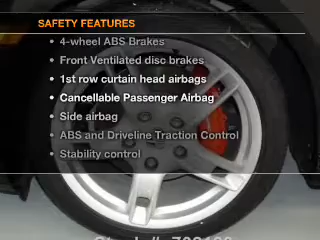 SAFETY FEATURES
• 4-wheel ABS Brakes
• Front Ventilated disc brakes
• 1st row curtain head airbags
• Cancellable Passenger Airbag
• Side airbag
• ABS and Driveline Traction Control
• Stability control